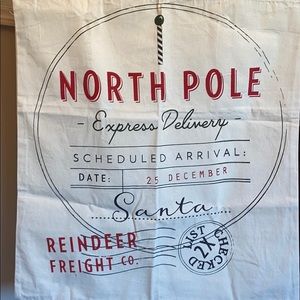 NORTH POLE
- Express Delivery -
SCHEDULED ARRIVAL:
DATE: 25 DECEMBER
Santa
REINDEER
FREIGHT CO.
LIST CHECKED
2X